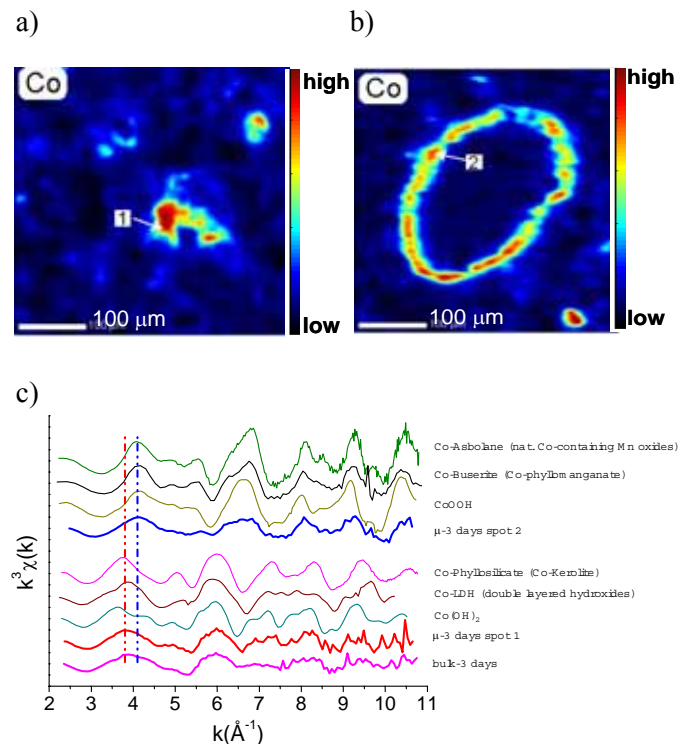 a)
b)
Co
high
1
100 μm
low
Co
high
2
100 μm
low
c)
k³χ(k)
Co-Asbolane (nat. Co-containing Mn oxides)
Co-Buserite (Co-phyllomanganate)
CoOOH
μ-3 days spot 2
Co-Phyllosilicate (Co-Kerolite)
Co-LDH (double layered hydroxides)
Co(OH)₂
μ-3 days spot 1
bulk-3 days
2 3 4 5 6 7 8 9 10 11
k(Å⁻¹)